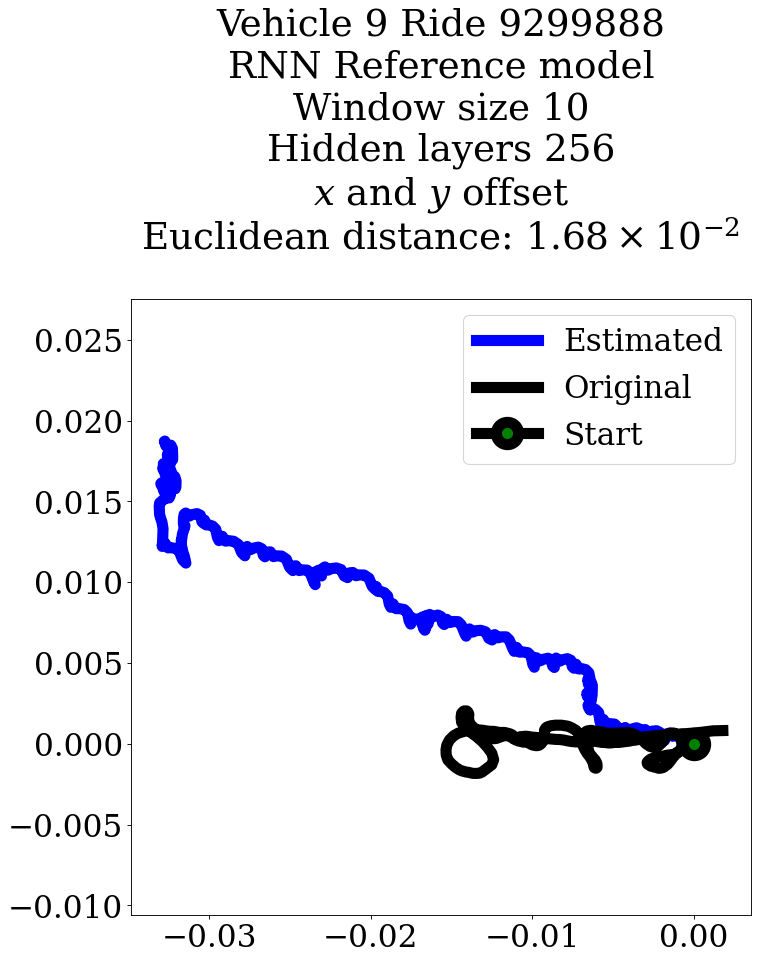 Vehicle 9 Ride 9299888
RNN Reference model
Window size 10
Hidden layers 256
x and y offset
Euclidean distance: 1.68 × 10⁻²
Estimated
Original
Start
0.025
0.020
0.015
0.010
0.005
0.000
−0.005
−0.010
−0.03 −0.02 −0.01 0.00